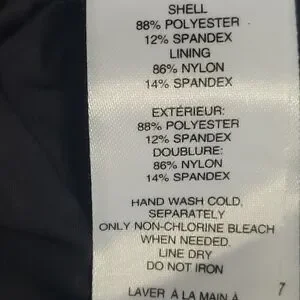 SHELL
88% POLYESTER
12% SPANDEX
LINING
86% NYLON
14% SPANDEX
EXTÉRIEUR:
88% POLYESTER
12% SPANDEX
DOUBLURE:
86% NYLON
14% SPANDEX
HAND WASH COLD,
SEPARATELY
ONLY NON-CHLORINE BLEACH
WHEN NEEDED.
LINE DRY
DO NOT IRON
7
LAVER À LA MAIN À